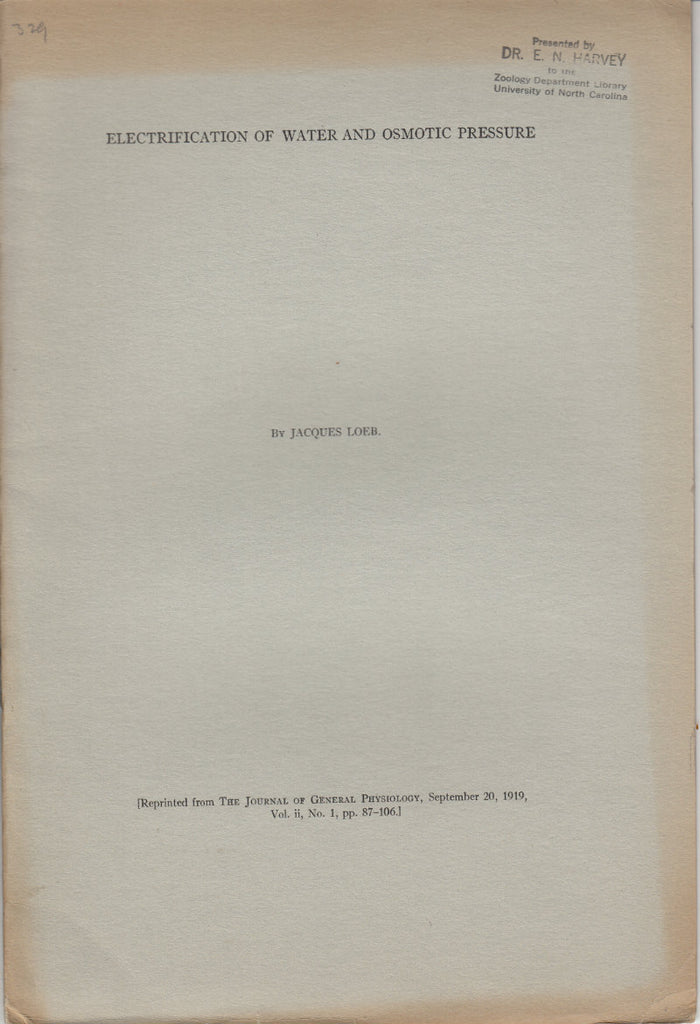 329
Presented by
DR. E. N. HARVEY
to the
Zoology Department Library
University of North Carolina
ELECTRIFICATION OF WATER AND OSMOTIC PRESSURE
By JACQUES LOEB.
[Reprinted from The Journal of General Physiology, September 20, 1919,
Vol. ii, No. 1, pp. 87–106.]